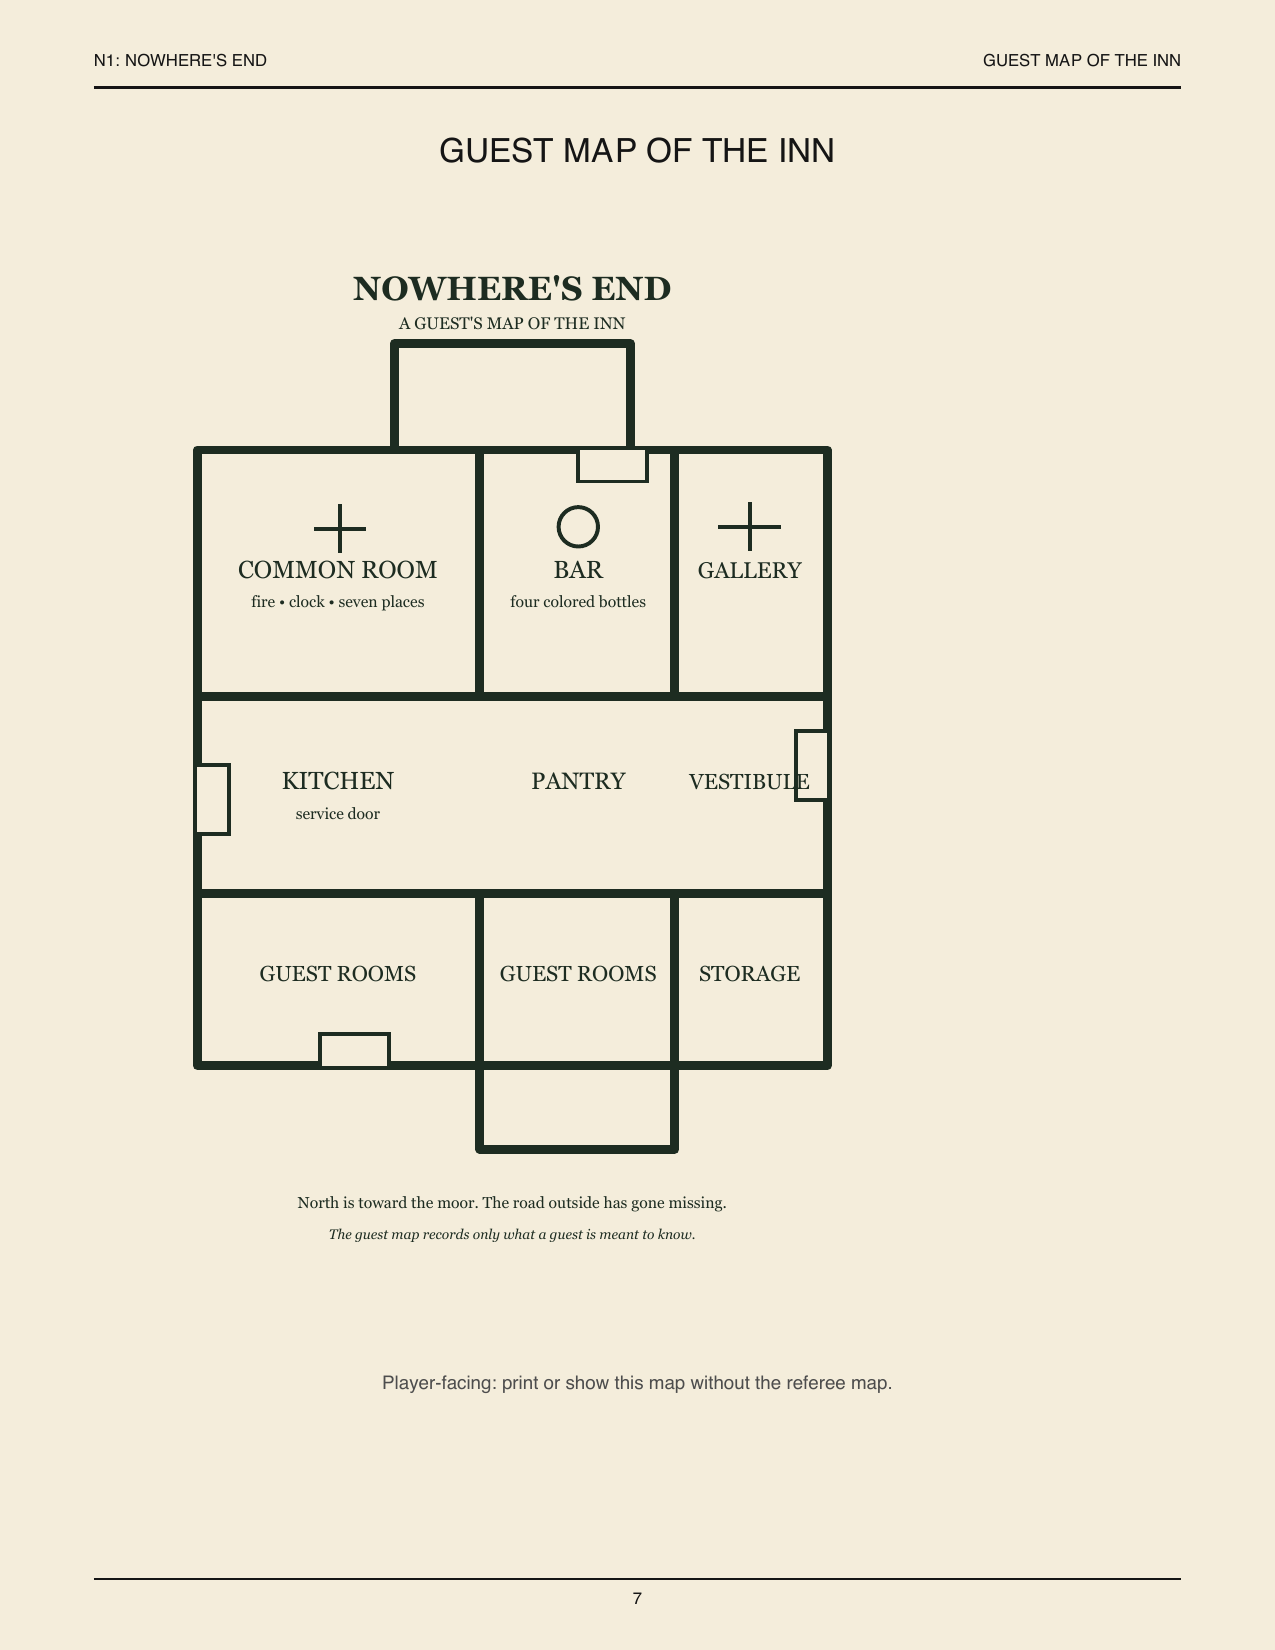 N1: NOWHERE'S END
GUEST MAP OF THE INN
GUEST MAP OF THE INN
NOWHERE'S END
A GUEST'S MAP OF THE INN
COMMON ROOM
fire • clock • seven places
BAR
four colored bottles
GALLERY
KITCHEN
service door
PANTRY
VESTIBULE
GUEST ROOMS
GUEST ROOMS
STORAGE
North is toward the moor. The road outside has gone missing.
The guest map records only what a guest is meant to know.
Player-facing: print or show this map without the referee map.
7